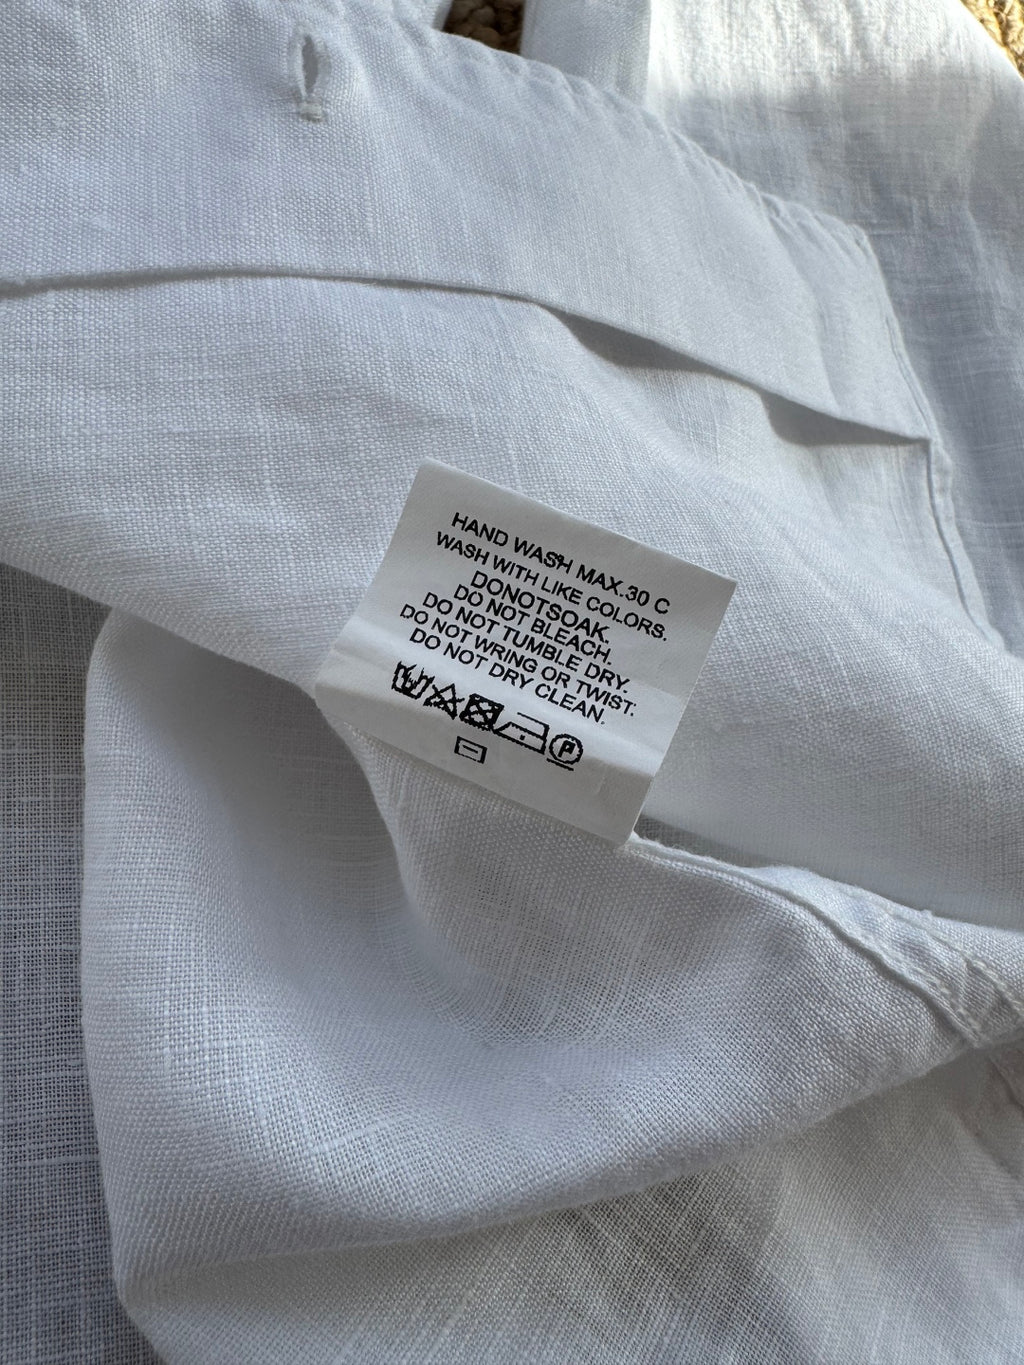 HAND WASH MAX.30 C
WASH WITH LIKE COLORS.
DONOTSOAK.
DO NOT BLEACH.
DO NOT TUMBLE DRY.
DO NOT WRING OR TWIST.
DO NOT DRY CLEAN.
P